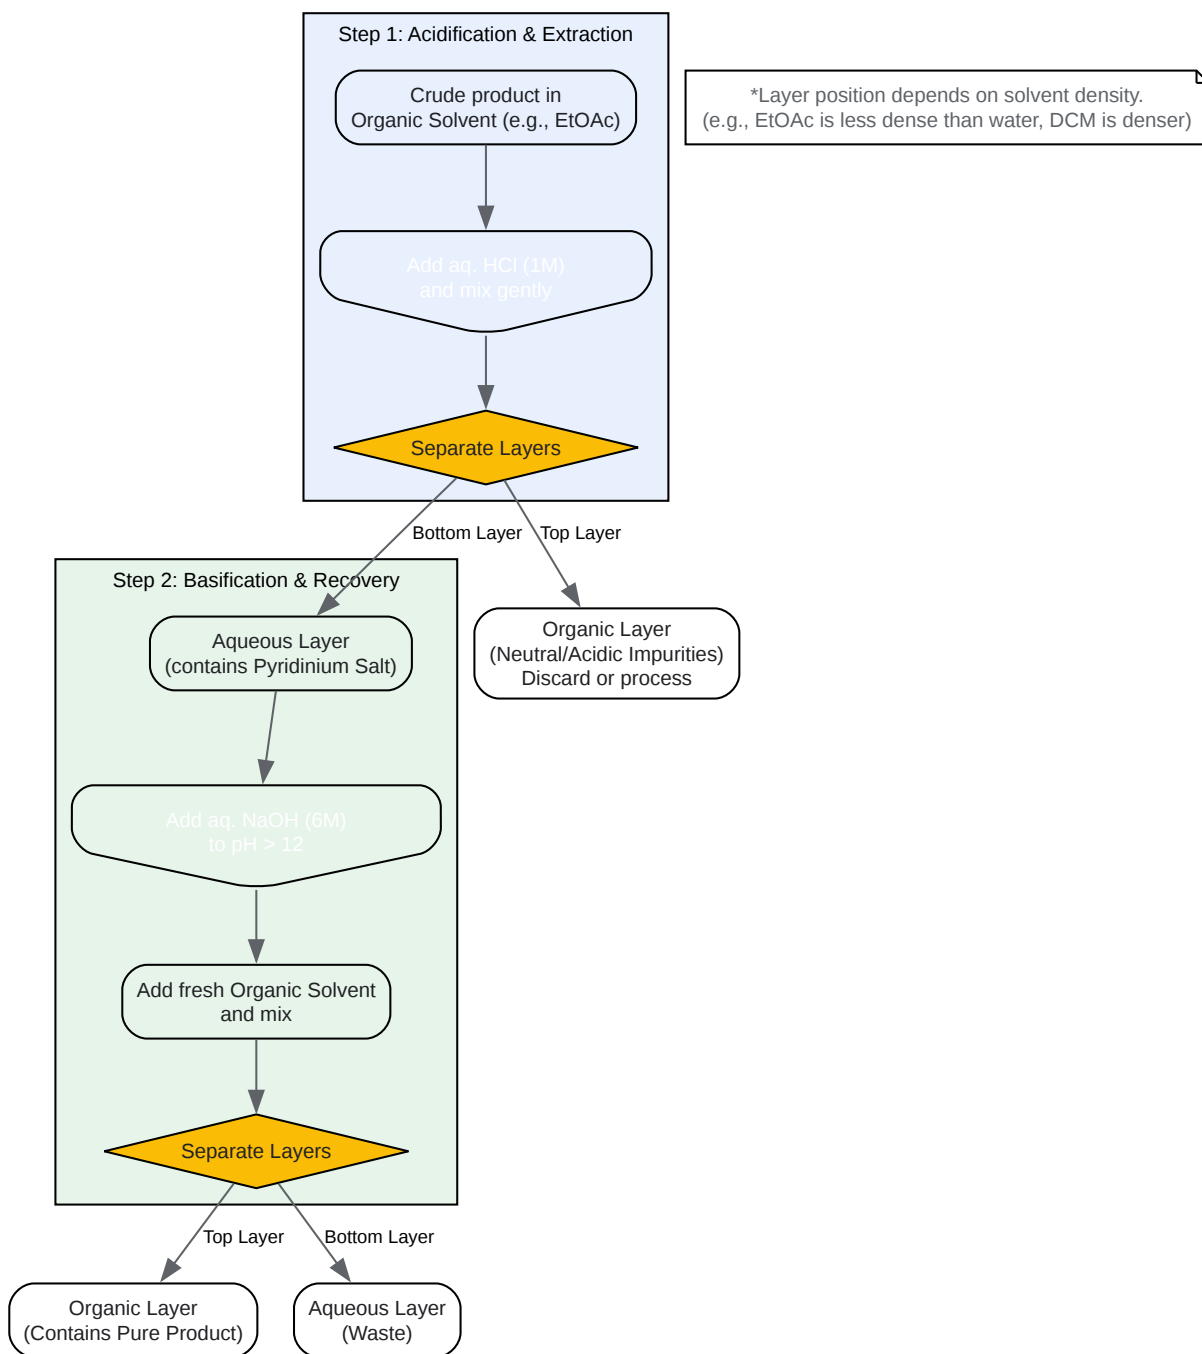 Step 1: Acidification & Extraction
Crude product in
Organic Solvent (e.g., EtOAc)
*Layer position depends on solvent density.
(e.g., EtOAc is less dense than water, DCM is denser)
Add aq. HCl (1M)
and mix gently
Separate Layers
Bottom Layer
Top Layer
Step 2: Basification & Recovery
Aqueous Layer
(contains Pyridinium Salt)
Organic Layer
(Neutral/Acidic Impurities)
Discard or process
Add aq. NaOH (6M)
to pH > 12
Add fresh Organic Solvent
and mix
Separate Layers
Top Layer
Bottom Layer
Organic Layer
(Contains Pure Product)
Aqueous Layer
(Waste)